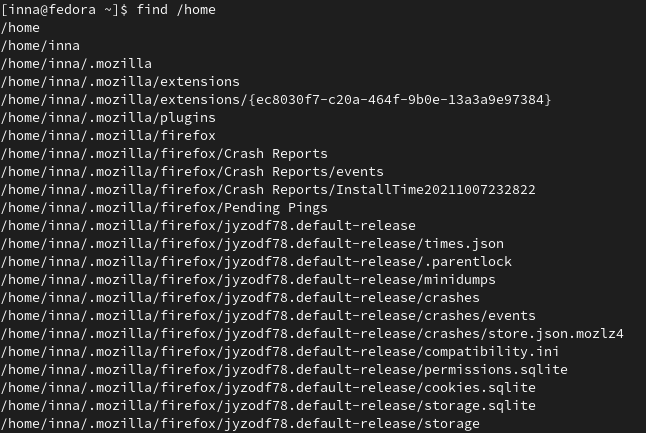 [inna@fedora ~]$ find /home
/home
/home/inna
/home/inna/.mozilla
/home/inna/.mozilla/extensions
/home/inna/.mozilla/extensions/{ec8030f7-c20a-464f-9b0e-13a3a9e97384}
/home/inna/.mozilla/plugins
/home/inna/.mozilla/firefox
/home/inna/.mozilla/firefox/Crash Reports
/home/inna/.mozilla/firefox/Crash Reports/events
/home/inna/.mozilla/firefox/Crash Reports/InstallTime20211007232822
/home/inna/.mozilla/firefox/Pending Pings
/home/inna/.mozilla/firefox/jyzodf78.default-release
/home/inna/.mozilla/firefox/jyzodf78.default-release/times.json
/home/inna/.mozilla/firefox/jyzodf78.default-release/.parentlock
/home/inna/.mozilla/firefox/jyzodf78.default-release/minidumps
/home/inna/.mozilla/firefox/jyzodf78.default-release/crashes
/home/inna/.mozilla/firefox/jyzodf78.default-release/crashes/events
/home/inna/.mozilla/firefox/jyzodf78.default-release/crashes/store.json.mozlz4
/home/inna/.mozilla/firefox/jyzodf78.default-release/compatibility.ini
/home/inna/.mozilla/firefox/jyzodf78.default-release/permissions.sqlite
/home/inna/.mozilla/firefox/jyzodf78.default-release/cookies.sqlite
/home/inna/.mozilla/firefox/jyzodf78.default-release/storage.sqlite
/home/inna/.mozilla/firefox/jyzodf78.default-release/storage